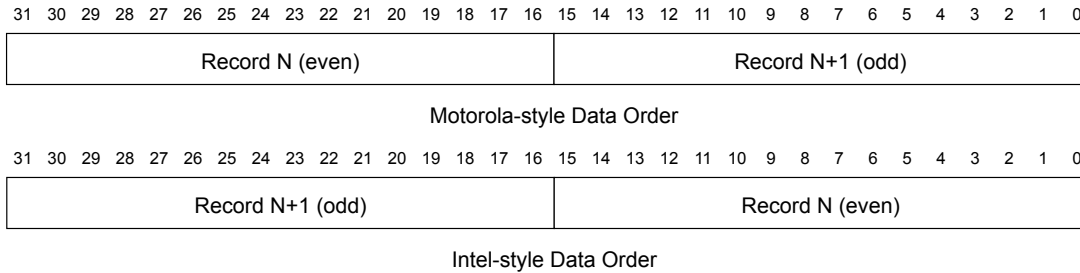 31 30 29 28 27 26 25 24 23 22 21 20 19 18 17 16 15 14 13 12 11 10 9 8 7 6 5 4 3 2 1 0
Record N (even) Record N+1 (odd)
Motorola-style Data Order
31 30 29 28 27 26 25 24 23 22 21 20 19 18 17 16 15 14 13 12 11 10 9 8 7 6 5 4 3 2 1 0
Record N+1 (odd) Record N (even)
Intel-style Data Order